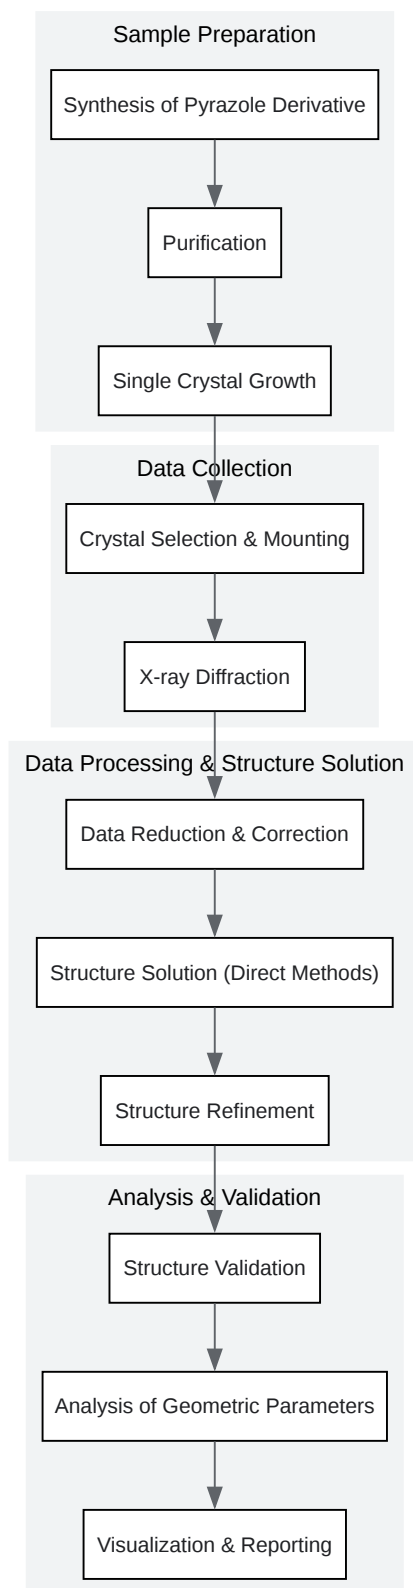 Sample Preparation
Synthesis of Pyrazole Derivative
Purification
Single Crystal Growth
Data Collection
Crystal Selection & Mounting
X-ray Diffraction
Data Processing & Structure Solution
Data Reduction & Correction
Structure Solution (Direct Methods)
Structure Refinement
Analysis & Validation
Structure Validation
Analysis of Geometric Parameters
Visualization & Reporting